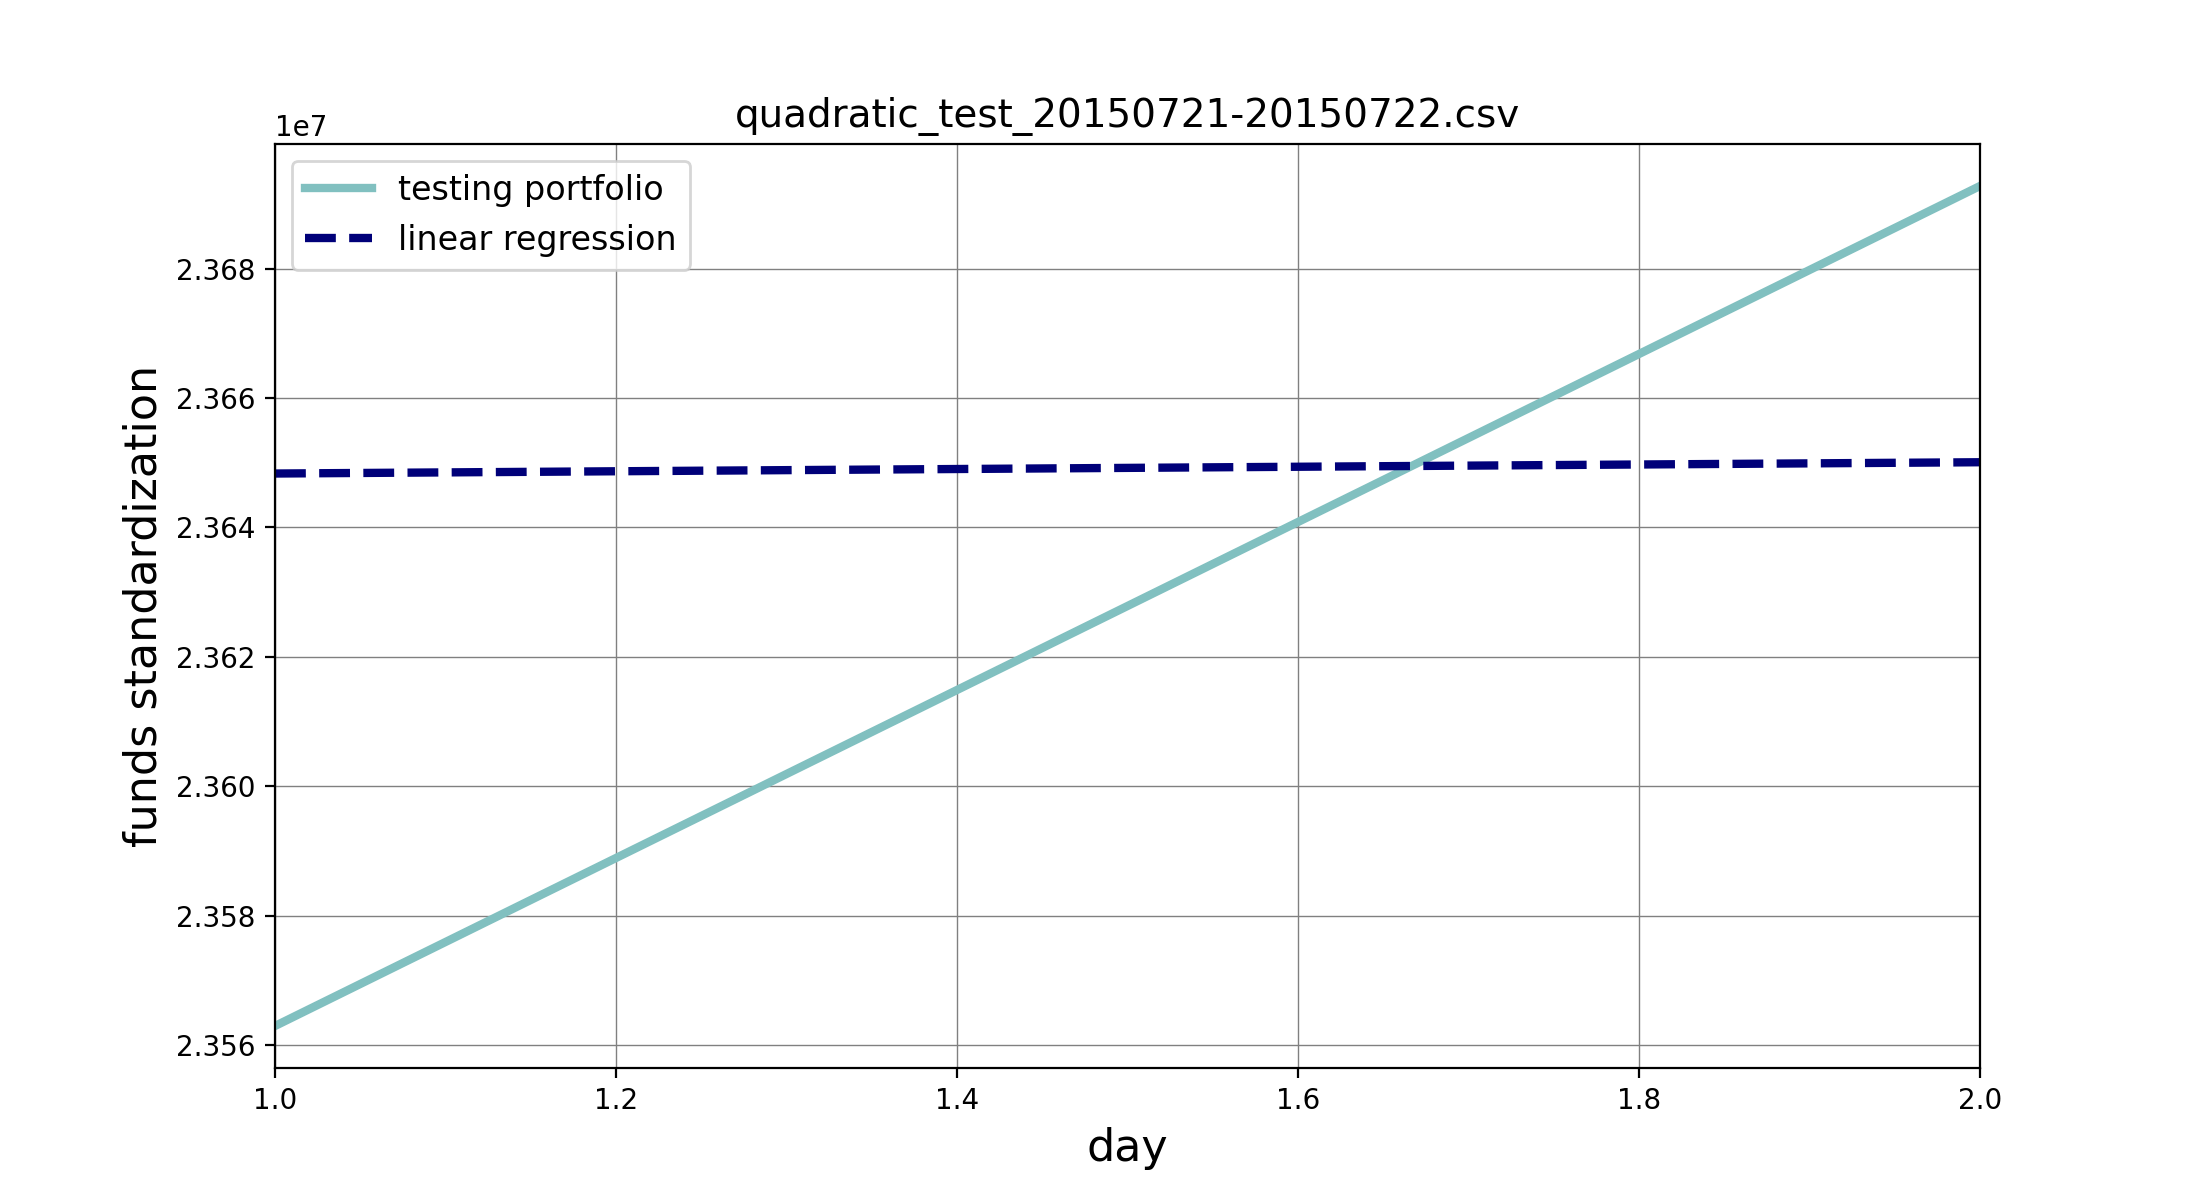 quadratic_test_20150721-20150722.csv
1e7
testing portfolio
linear regression
funds standardization
2.368
2.366
2.364
2.362
2.360
2.358
2.356
1.0 1.2 1.4 1.6 1.8 2.0
day